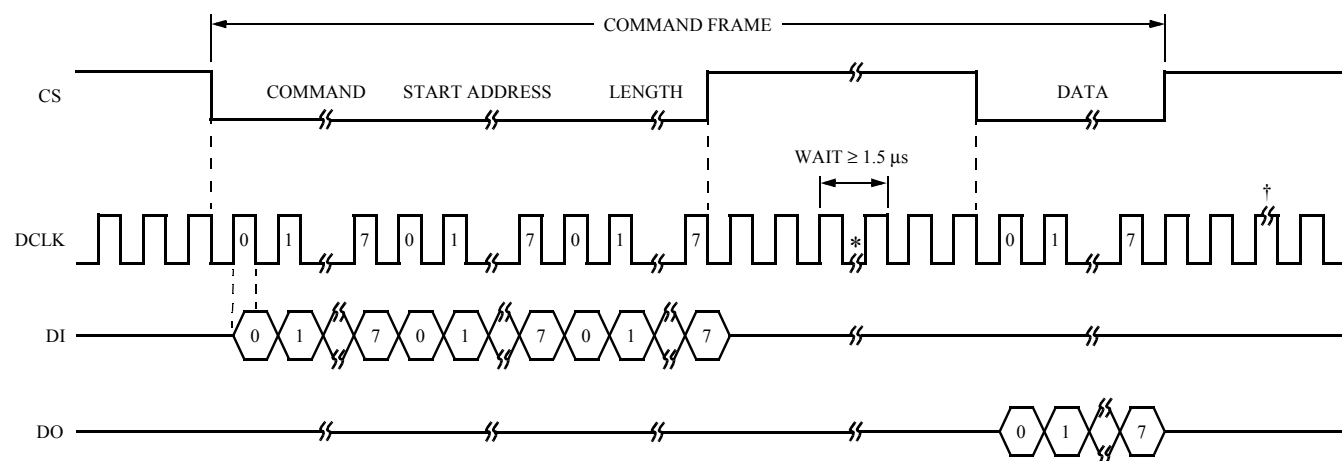 COMMAND FRAME
CS COMMAND START ADDRESS LENGTH DATA
WAIT ≥ 1.5 µs
†
DCLK 0 1 7 0 1 7 0 1 7 * 0 1 7
DI 0 1 7 0 1 7 0 1 7
DO 0 1 7